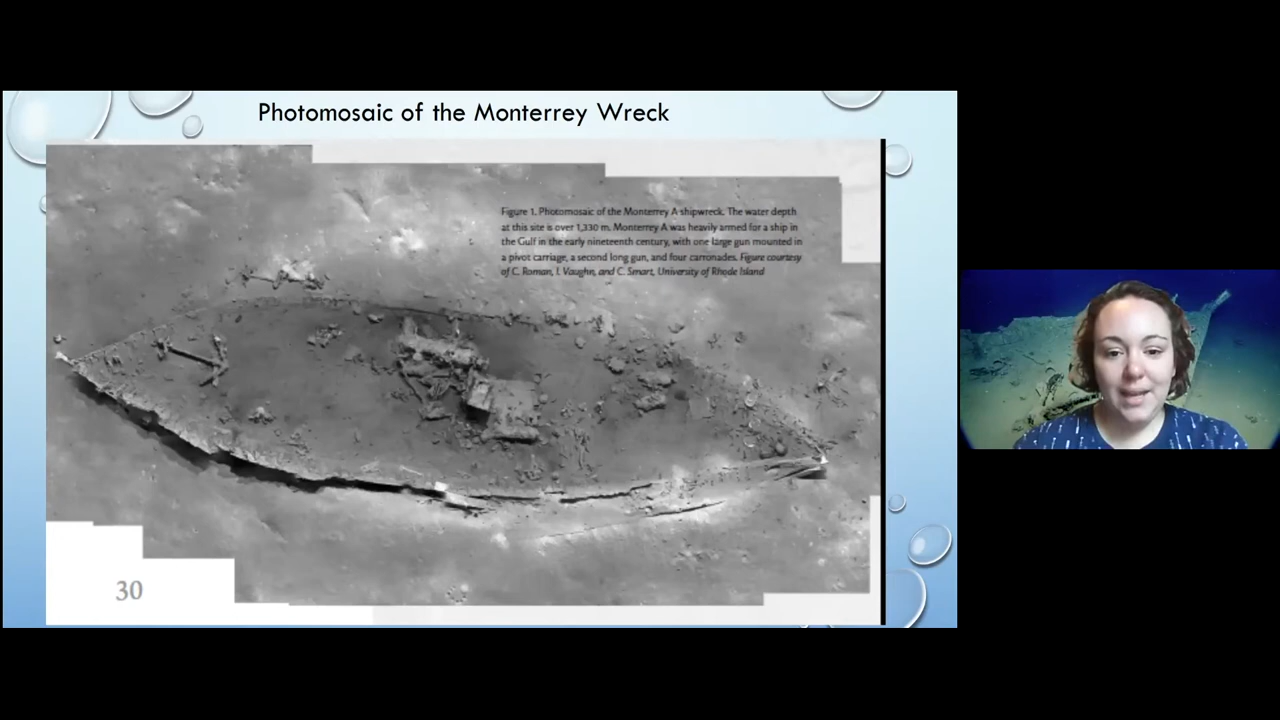 Photomosaic of the Monterrey Wreck
Figure 1. Photomosaic of the Monterrey A shipwreck. The water depth
at this site is over 1,330 m. Monterrey A was heavily armed for a ship in
the Gulf in the early nineteenth century, with one large gun mounted in
a pivot carriage, a second long gun, and four carronades. Figure courtesy
of C. Roman, I. Vaughn, and C. Smart, University of Rhode Island
30